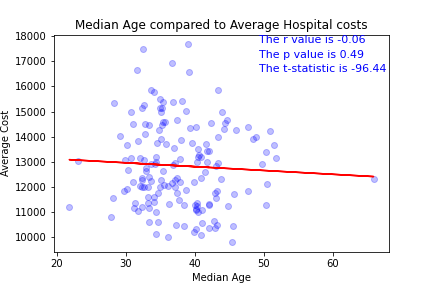 Median Age compared to Average Hospital costs
The r value is -0.06
The p value is 0.49
The t-statistic is -96.44
18000
17000
16000
15000
14000
13000
12000
11000
10000
Average Cost
20 30 40 50 60
Median Age